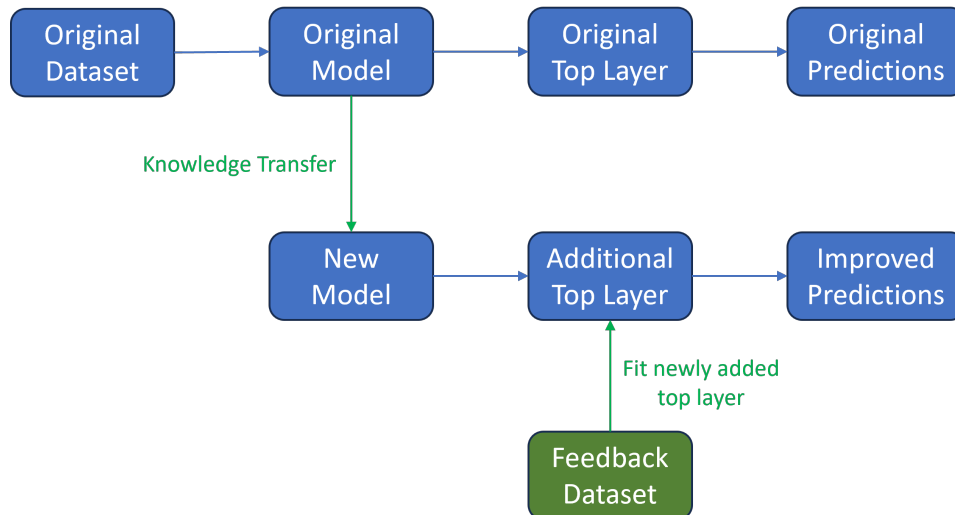 Original
Dataset
Original
Model
Original
Top Layer
Original
Predictions
Knowledge Transfer
New
Model
Additional
Top Layer
Improved
Predictions
Fit newly added
top layer
Feedback
Dataset